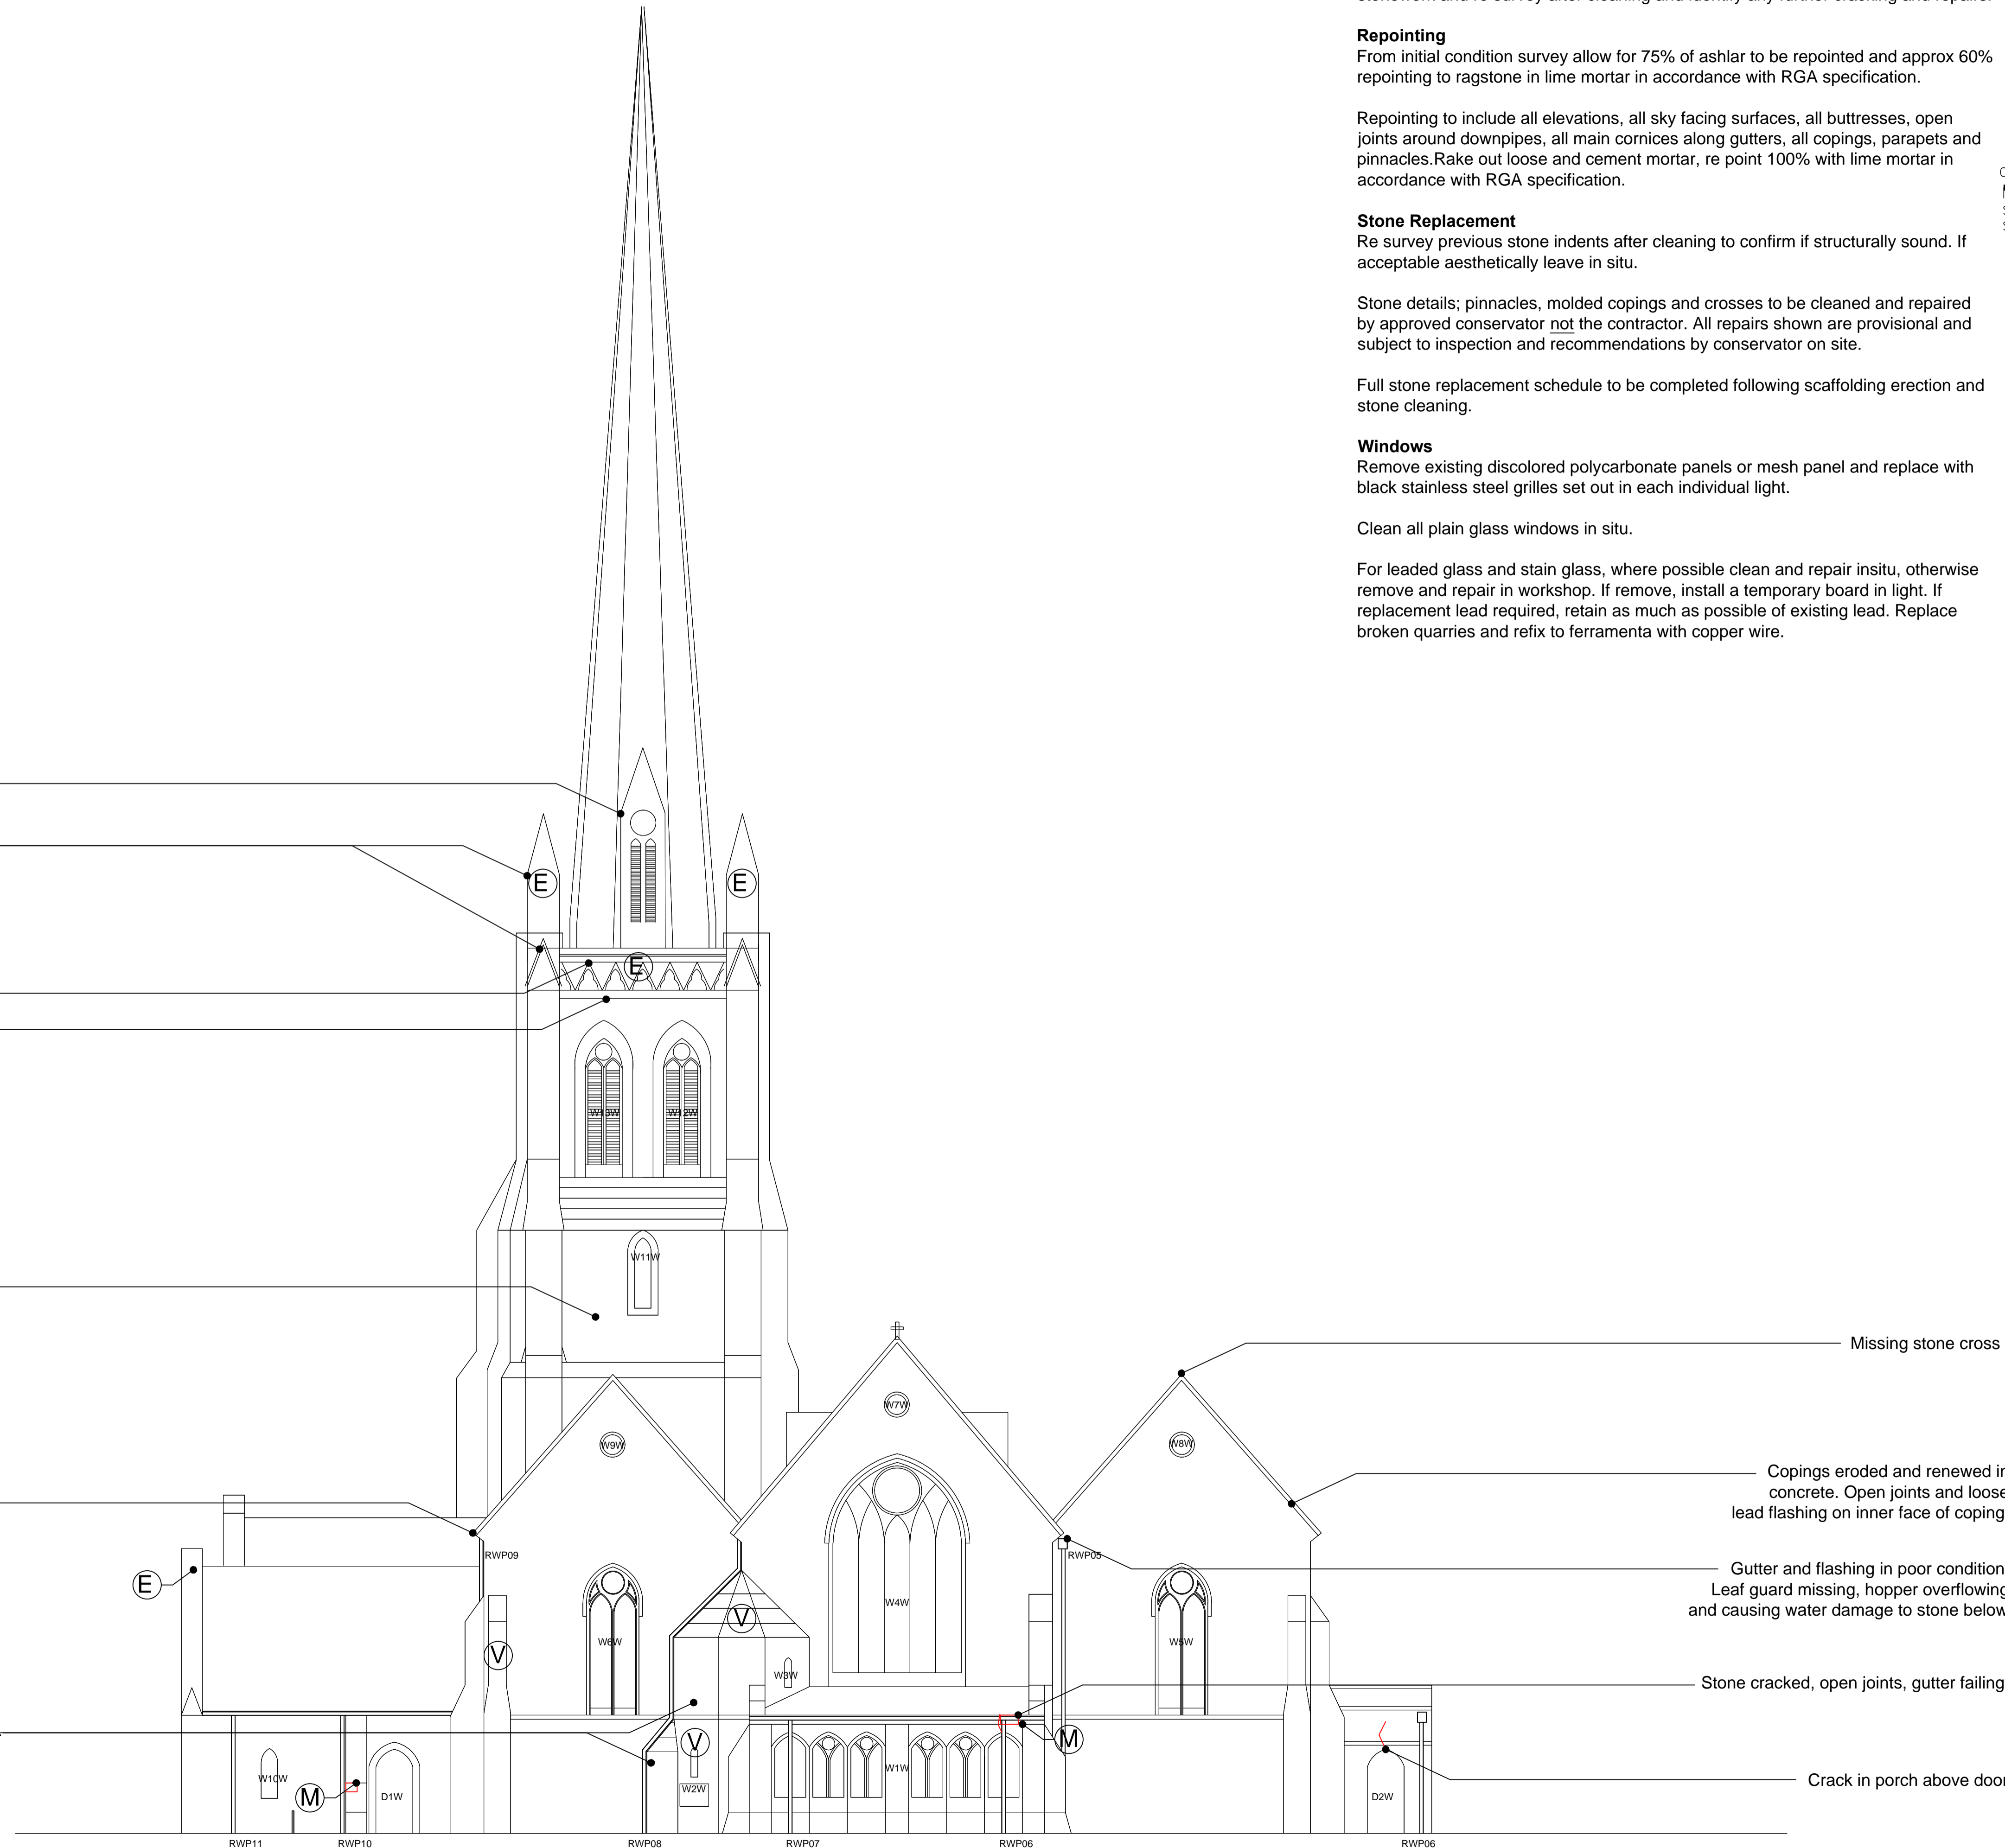 Repointing
From initial condition survey allow for 75% of ashlar to be repointed and approx 60%
repointing to ragstone in lime mortar in accordance with RGA specification.
Repointing to include all elevations, all sky facing surfaces, all buttresses, open
joints around downpipes, all main cornices along gutters, all copings, parapets and
pinnacles.Rake out loose and cement mortar, re point 100% with lime mortar in
accordance with RGA specification.
Stone Replacement
Re survey previous stone indents after cleaning to confirm if structurally sound. If
acceptable aesthetically leave in situ.
Stone details; pinnacles, molded copings and crosses to be cleaned and repaired
by approved conservator not the contractor. All repairs shown are provisional and
subject to inspection and recommendations by conservator on site.
Full stone replacement schedule to be completed following scaffolding erection and
stone cleaning.
Windows
Remove existing discolored polycarbonate panels or mesh panel and replace with
black stainless steel grilles set out in each individual light.
Clean all plain glass windows in situ.
For leaded glass and stain glass, where possible clean and repair insitu, otherwise
remove and repair in workshop. If remove, install a temporary board in light. If
replacement lead required, retain as much as possible of existing lead. Replace
broken quarries and refix to ferramenta with copper wire.
E
E
E
W13W
W12W
W11W
Missing stone cross
W7W
W9W
W8W
Copings eroded and renewed in
concrete. Open joints and loose
lead flashing on inner face of coping
RWP09
RWP05
Gutter and flashing in poor condition
Leaf guard missing, hopper overflowing
and causing water damage to stone below
E
W4W
V
W6W
W5W
V
W3W
Stone cracked, open joints, gutter failing
V
M
W10W
W1W
Crack in porch above door
W2W
M
D1W
D2W
RWP11
RWP10
RWP08
RWP07
RWP06
RWP06